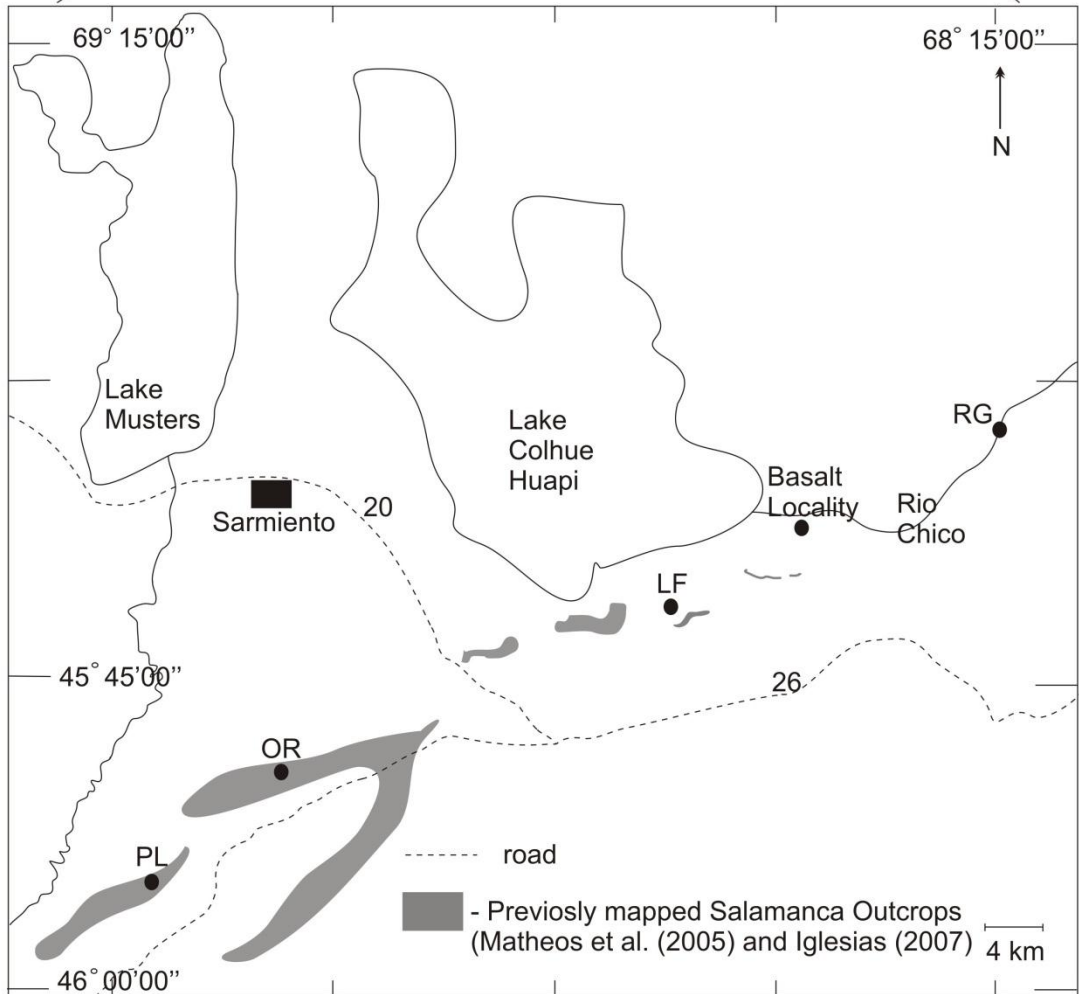 69° 15’00”
68° 15’00”
N
Lake
Musters
RG
Lake
Colhue
Huapi
Basalt
Locality
Rio
Chico
20
Sarmiento
LF
45° 45’00”
26
OR
PL
road
- Previosly mapped Salamanca Outcrops
(Matheos et al. (2005) and Iglesias (2007)
4 km
46° 00’00”